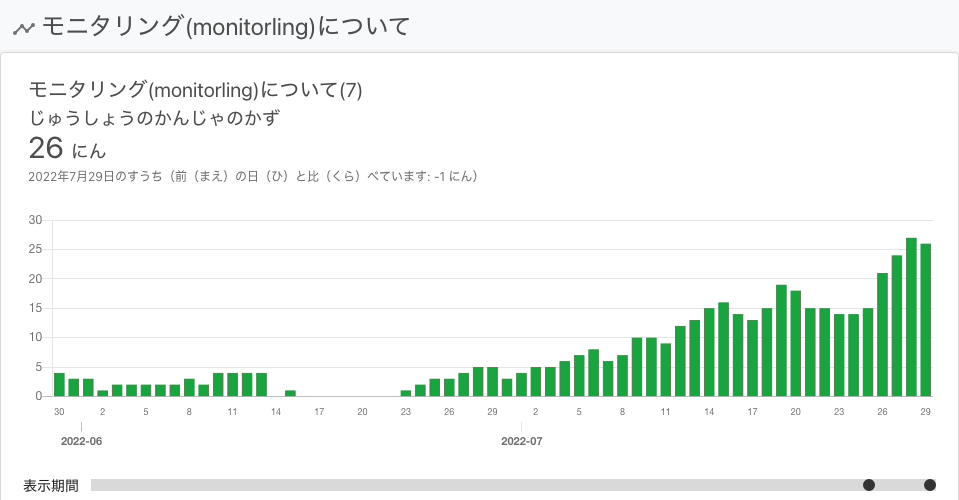 モニタリング(monitorling)について
モニタリング(monitorling)について(7)
じゅうしょうのかんじゃのかず
26 にん
2022年7月29日のすうち（前（まえ）の日（ひ）と比（くら）べています: -1 にん）
30
25
20
15
10
5
0
30 2 5 8 11 14 17 20 23 26 29 2 5 8 11 14 17 20 23 26 29
2022-06 2022-07
表示期間